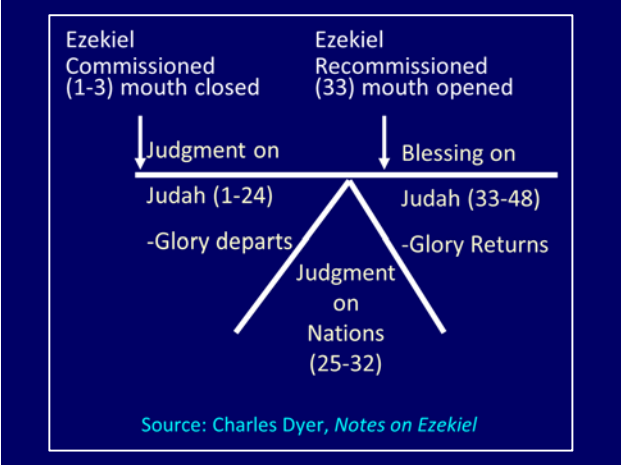 Ezekiel
Commissioned
(1-3) mouth closed
Ezekiel
Recommissioned
(33) mouth opened
Judgment on
Judah (1-24)
-Glory departs
Blessing on
Judah (33-48)
-Glory Returns
Judgment
on
Nations
(25-32)
Source: Charles Dyer, Notes on Ezekiel